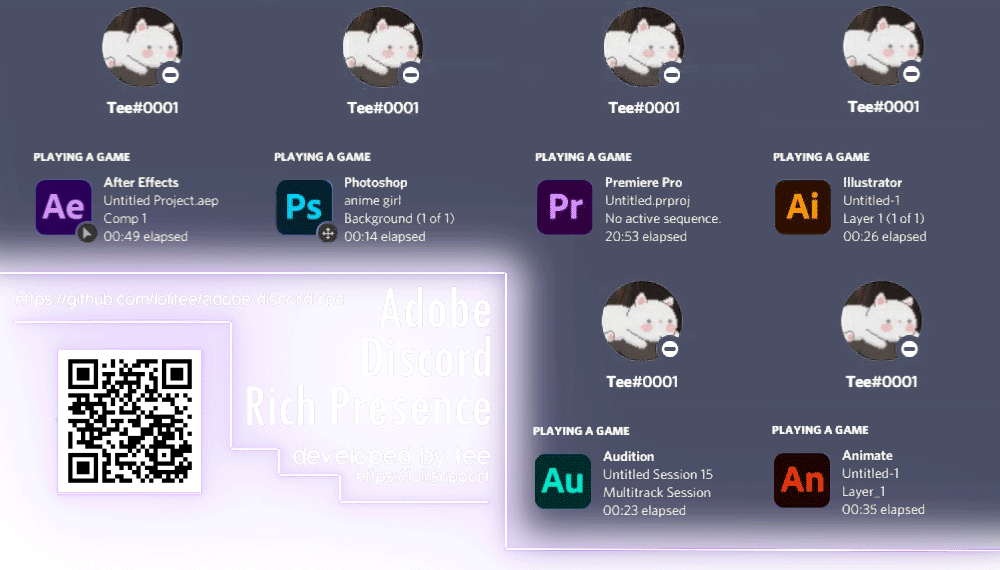 Tee#0001
PLAYING A GAME
Ae
After Effects
Untitled Project.aep
Comp 1
00:49 elapsed
Tee#0001
PLAYING A GAME
Ps
Photoshop
anime girl
Background (1 of 1)
00:14 elapsed
Tee#0001
PLAYING A GAME
Pr
Premiere Pro
Untitled.prproj
No active sequence.
20:53 elapsed
Tee#0001
PLAYING A GAME
Ai
Illustrator
Untitled-1
Layer 1 (1 of 1)
00:26 elapsed
https://github.com/lolitee/adobe-discord-rpc
Adobe
Discord
Rich Presence
developed by tee
Tee#0001
PLAYING A GAME
Au
Audition
Untitled Session 15
Multitrack Session
00:23 elapsed
Tee#0001
PLAYING A GAME
An
Animate
Untitled-1
Layer_1
00:35 elapsed